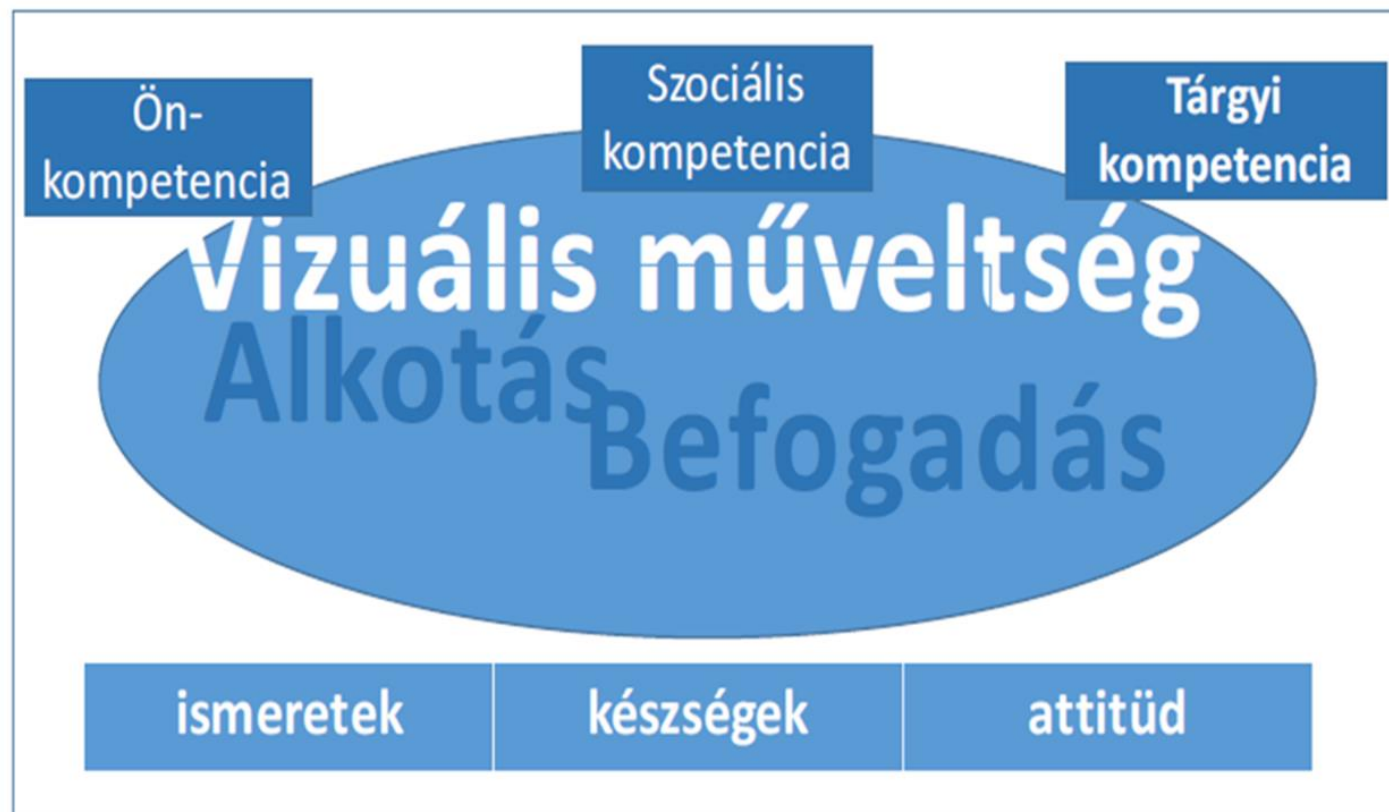 Ön-
kompetencia
Szociális
kompetencia
Tárgyi
kompetencia
Vizuális műveltség
Alkotás
Befogadás
ismeretek
készségek
attitüd